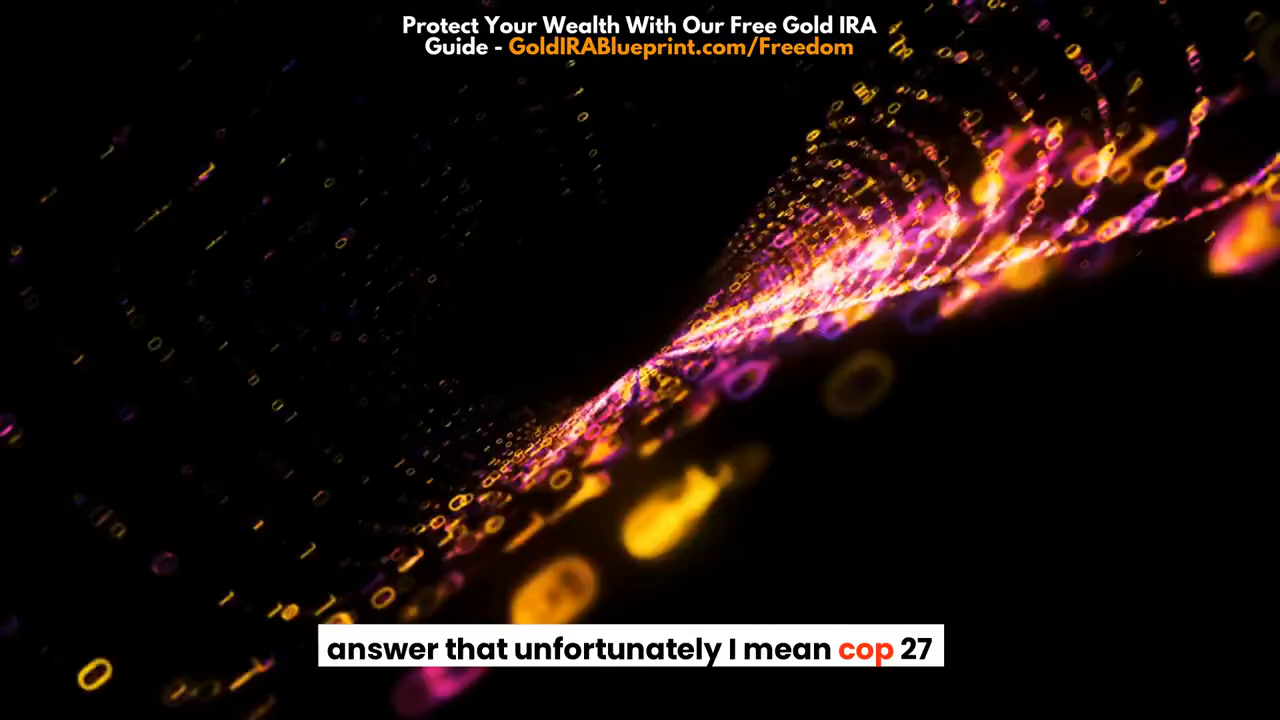 Protect Your Wealth With Our Free Gold IRA
Guide - GoldIRABlueprint.com/Freedom
answer that unfortunately I mean cop 27